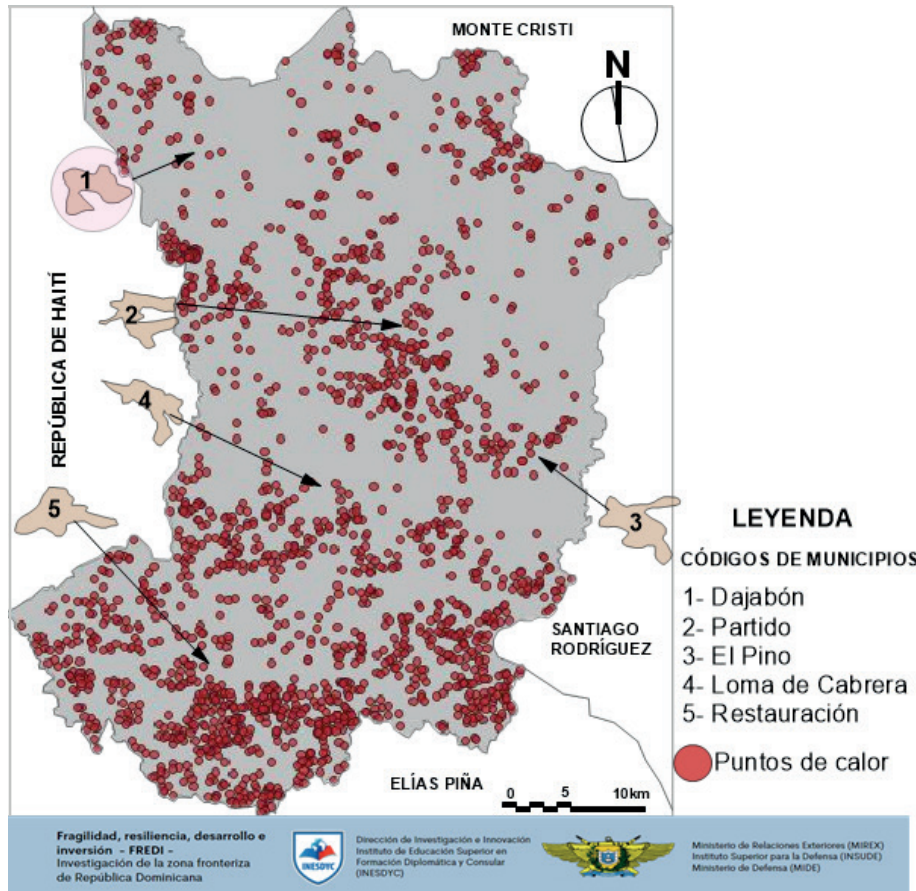 MONTE CRISTI
N
1
REPÚBLICA DE HAITÍ
2
4
5
3
LEYENDA
CÓDIGOS DE MUNICIPIOS
1- Dajabón
2- Partido
3- El Pino
4- Loma de Cabrera
5- Restauración
Puntos de calor
SANTIAGO
RODRÍGUEZ
ELÍAS PIÑA
0 5 10km
Fragilidad, resiliencia, desarrollo e
inversión - FREDI -
Investigación de la zona fronteriza
de República Dominicana
INESDYC
Dirección de Investigación e Innovación
Instituto de Educación Superior en
Formación Diplomática y Consular
(INESDYC)
Ministerio de Relaciones Exteriores (MIREX)
Instituto Superior para la Defensa (INSUDE)
Ministerio de Defensa (MIDE)